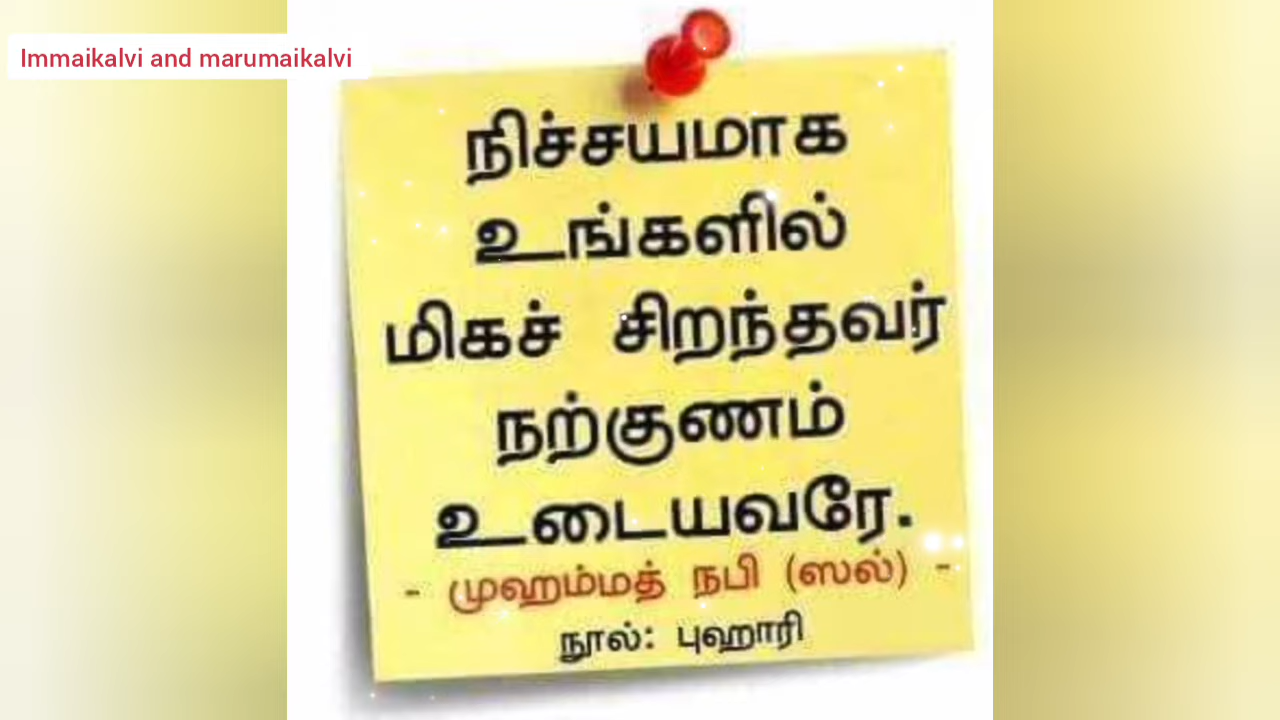 Immaikalvi and marumaikalvi
நிச்சயமாக
உங்களில்
மிகச் சிறந்தவர்
நற்குணம்
உடையவரே.
- முஹம்மத் நபி (ஸல்) -
நூல்: புஹாரி